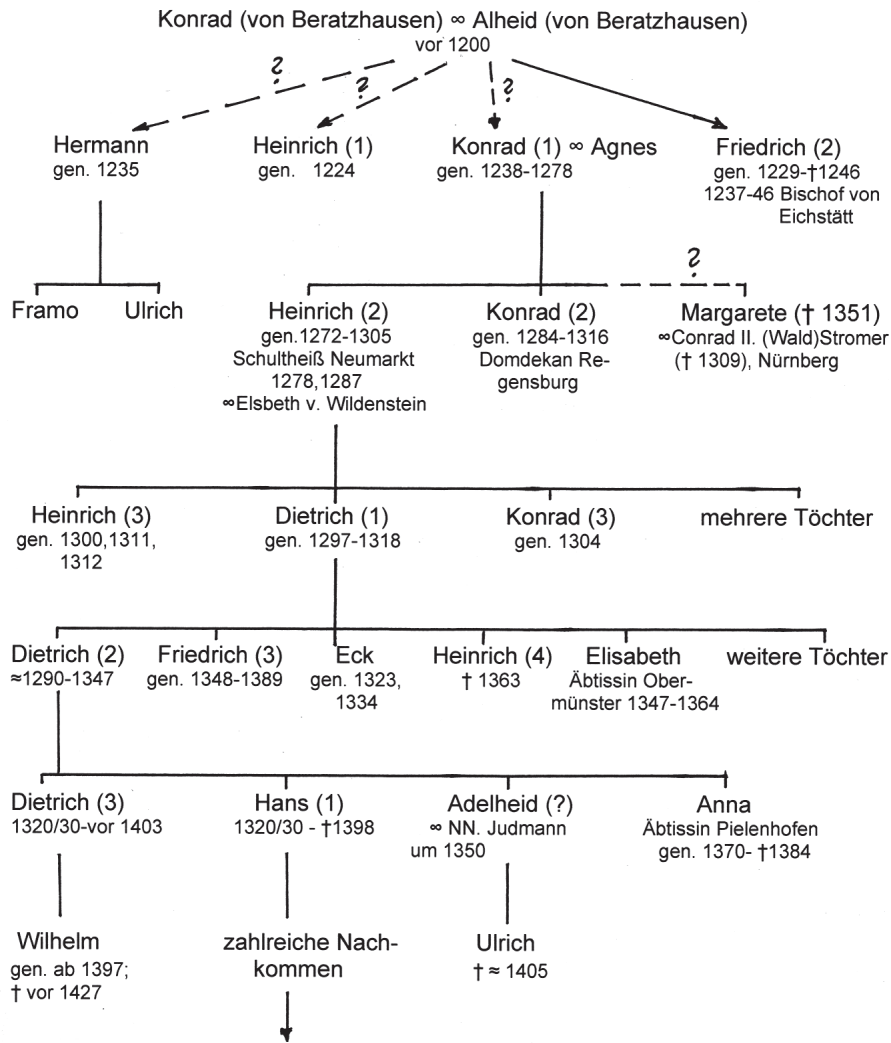 Konrad (von Beratzhausen) ∞ Alheid (von Beratzhausen)
vor 1200
? ? ?
Hermann
gen. 1235
Heinrich (1)
gen. 1224
Konrad (1) ∞ Agnes
gen. 1238-1278
Friedrich (2)
gen. 1229-†1246
1237-46 Bischof von
Eichstätt
?
Framo
Ulrich
Heinrich (2)
gen.1272-1305
Schultheiß Neumarkt
1278,1287
∞Elsbeth v. Wildenstein
Konrad (2)
gen. 1284-1316
Domdekan Re-
gensburg
Margarete († 1351)
∞Conrad II. (Wald)Stromer
(† 1309), Nürnberg
Heinrich (3)
gen. 1300,1311,
1312
Dietrich (1)
gen. 1297-1318
Konrad (3)
gen. 1304
mehrere Töchter
Dietrich (2)
≈1290-1347
Friedrich (3)
gen. 1348-1389
Eck
gen. 1323,
1334
Heinrich (4)
† 1363
Elisabeth
Äbtissin Ober-
münster 1347-1364
weitere Töchter
Dietrich (3)
1320/30-vor 1403
Hans (1)
1320/30 - †1398
Adelheid (?)
∞ NN. Judmann
um 1350
Anna
Äbtissin Pielenhofen
gen. 1370- †1384
Wilhelm
gen. ab 1397;
† vor 1427
zahlreiche Nach-
kommen
Ulrich
† ≈ 1405